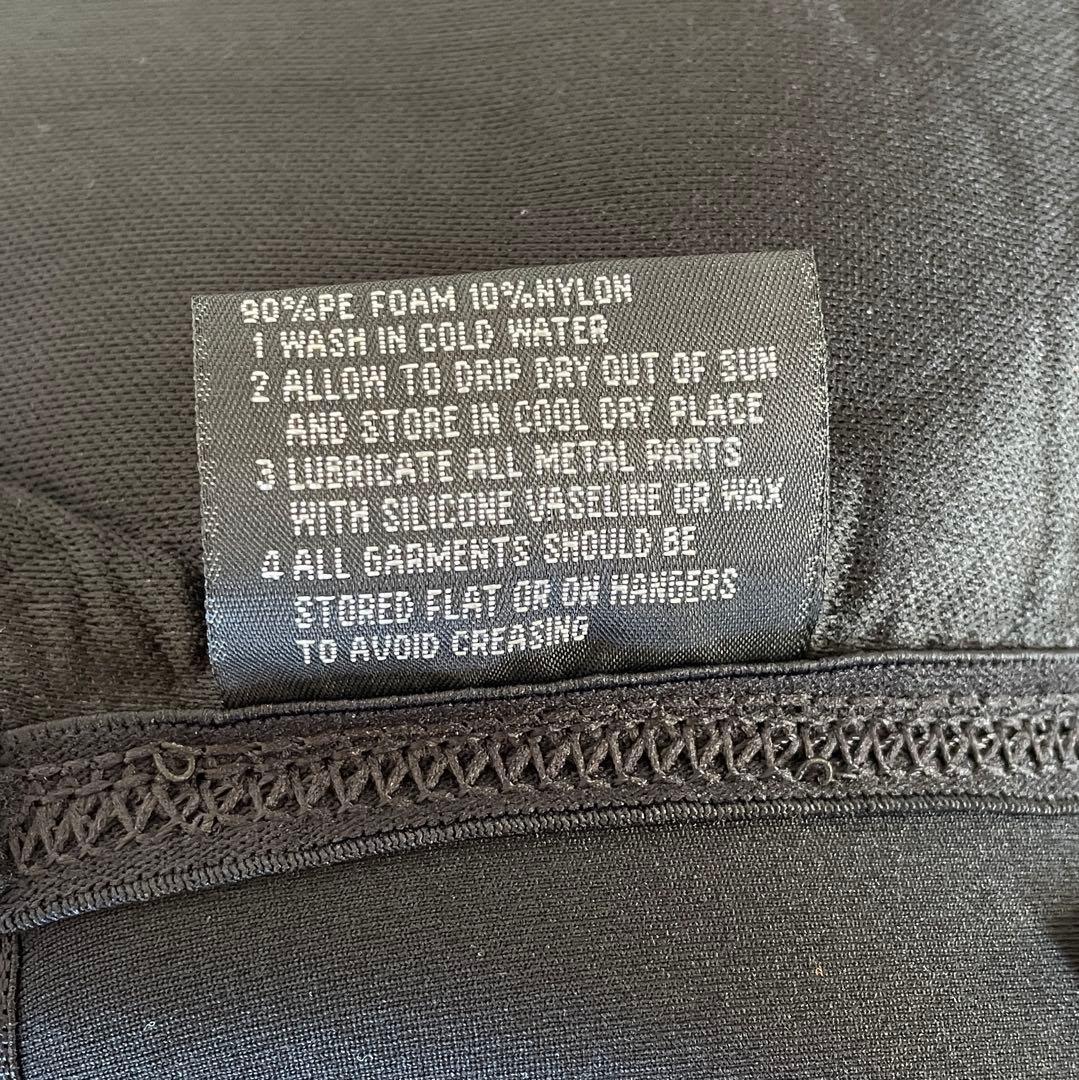 90%PE FOAM 10%NYLON
1 WASH IN COLD WATER
2 ALLOW TO DRIP DRY OUT OF SUN
AND STORE IN COOL DRY PLACE
3 LUBRICATE ALL METAL PARTS
WITH SILICONE VASELINE OR WAX
4 ALL GARMENTS SHOULD BE
STORED FLAT OR ON HANGERS
TO AVOID CREASING